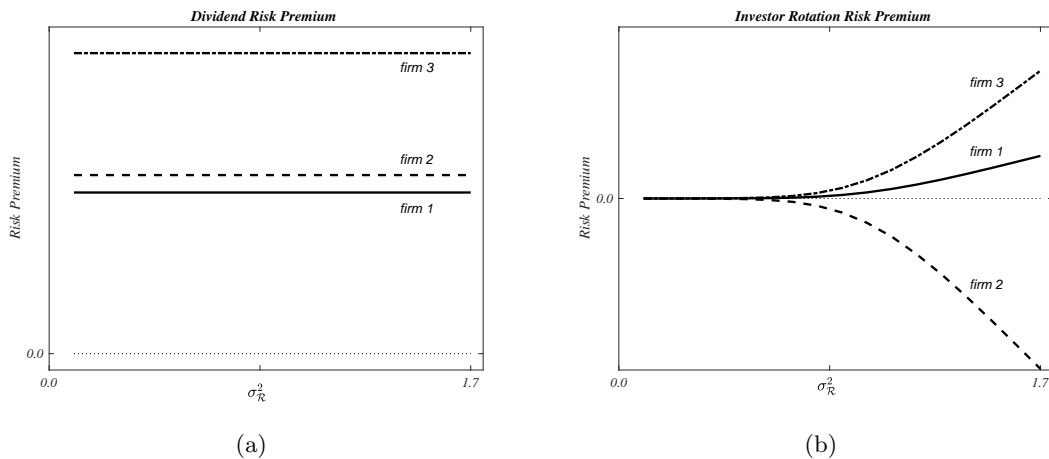 Dividend Risk Premium
Risk Premium
firm 3
firm 2
firm 1
0.0
0.0
1.7
σ²_ℛ
(a)
Investor Rotation Risk Premium
Risk Premium
firm 3
firm 1
0.0
firm 2
0.0
1.7
σ²_ℛ
(b)